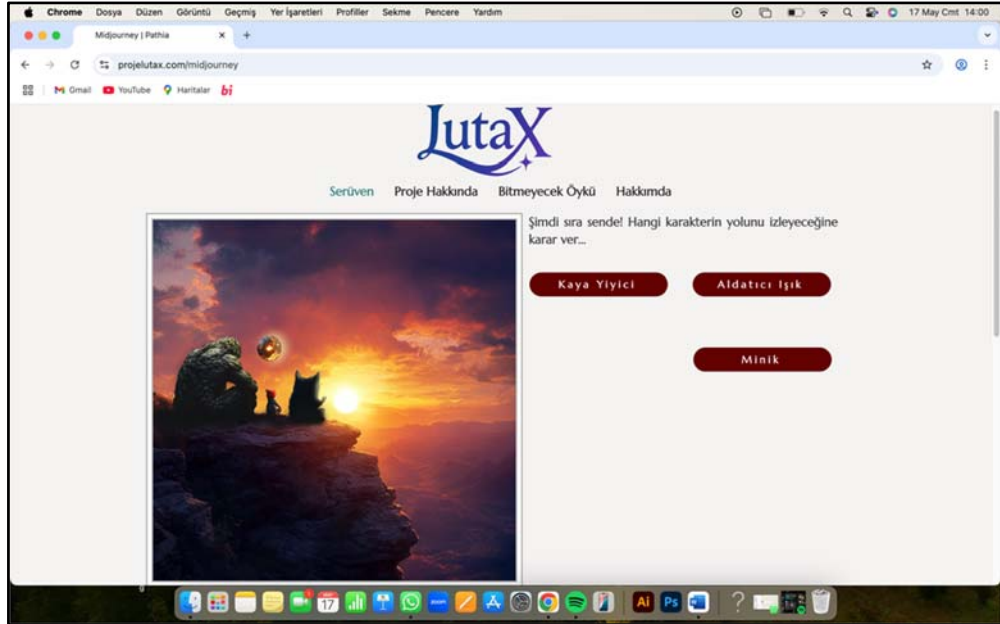 Chrome Dosya Düzen Görüntü Geçmiş Yer İşaretleri Profiller Sekme Pencere Yardım 17 May Cmt 14:00
Midjourney | Pathia
projelutax.com/midjourney
Gmail YouTube Haritalar bi
LutaX
Serüven Proje Hakkında Bitmeyecek Öykü Hakkımda
Şimdi sıra sende! Hangi karakterin yolunu izleyeceğine
karar ver...
Kaya Yiyici Aldatıcı Işık
Minik
17
Ai Ps